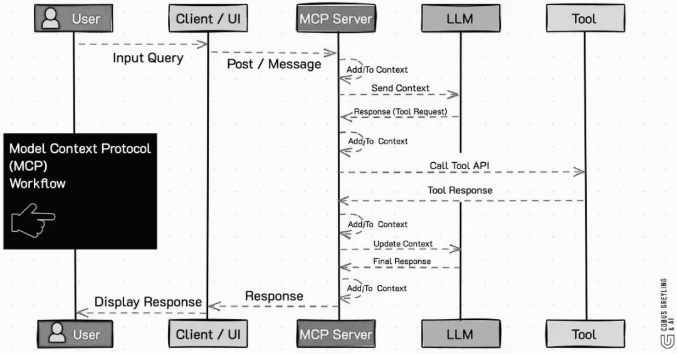 User
Client / UI
MCP Server
LLM
Tool
Input Query
Post / Message
Add/To Context
Send Context
Response (Tool Request)
Add/To Context
Model Context Protocol
(MCP)
Workflow
Call Tool API
Tool Response
Add/To Context
Update Context
Final Response
Add/To Context
Response
Display Response
User
Client / UI
MCP Server
LLM
Tool
COBUS GREYLING
& AI